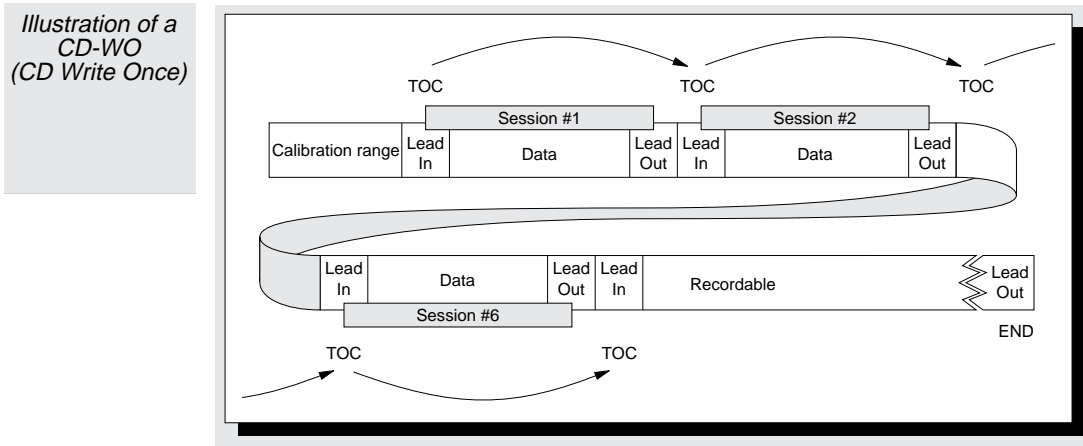 Illustration of a
CD-WO
(CD Write Once)
TOC
TOC
TOC
Session #1
Session #2
Calibration range
Lead
In
Data
Lead
Out
Lead
In
Data
Lead
Out
Lead
In
Data
Lead
Out
Lead
In
Recordable
Lead
Out
Session #6
END
TOC
TOC